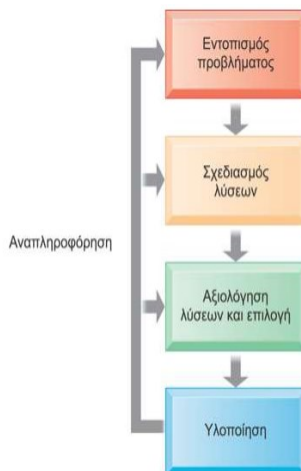 Εντοπισμός
προβλήματος
Σχεδιασμός
λύσεων
Αναπληροφόρηση
Αξιολόγηση
λύσεων και επιλογή
Υλοποίηση